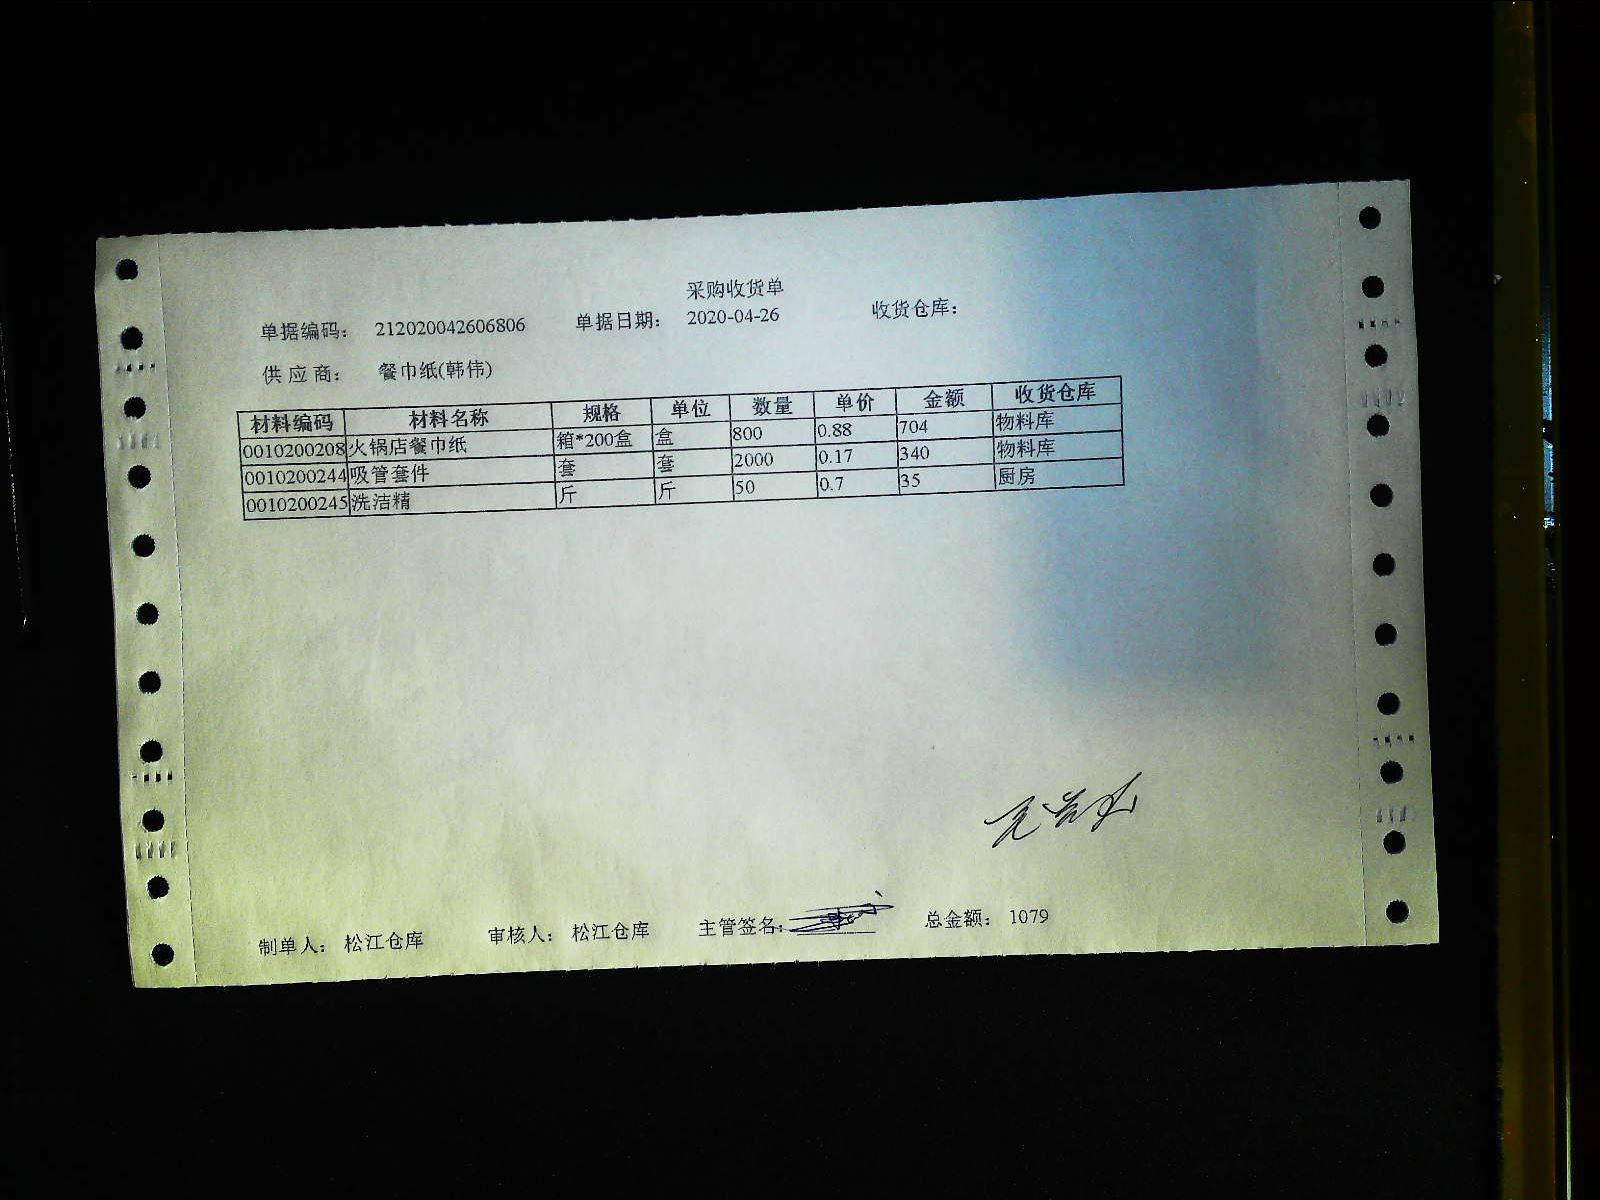 采购收货单
单据编码： 212020042606806 单据日期： 2020-04-26 收货仓库：
供 应 商： 餐巾纸(韩伟)
材料编码 材料名称 规格 单位 数量 单价 金额 收货仓库
0010200208 火锅店餐巾纸 箱*200盒 盒 800 0.88 704 物料库
0010200244 吸管套件 套 套 2000 0.17 340 物料库
0010200245 洗洁精 斤 斤 50 0.7 35 厨房
制单人： 松江仓库 审核人： 松江仓库 主管签名： 总金额： 1079